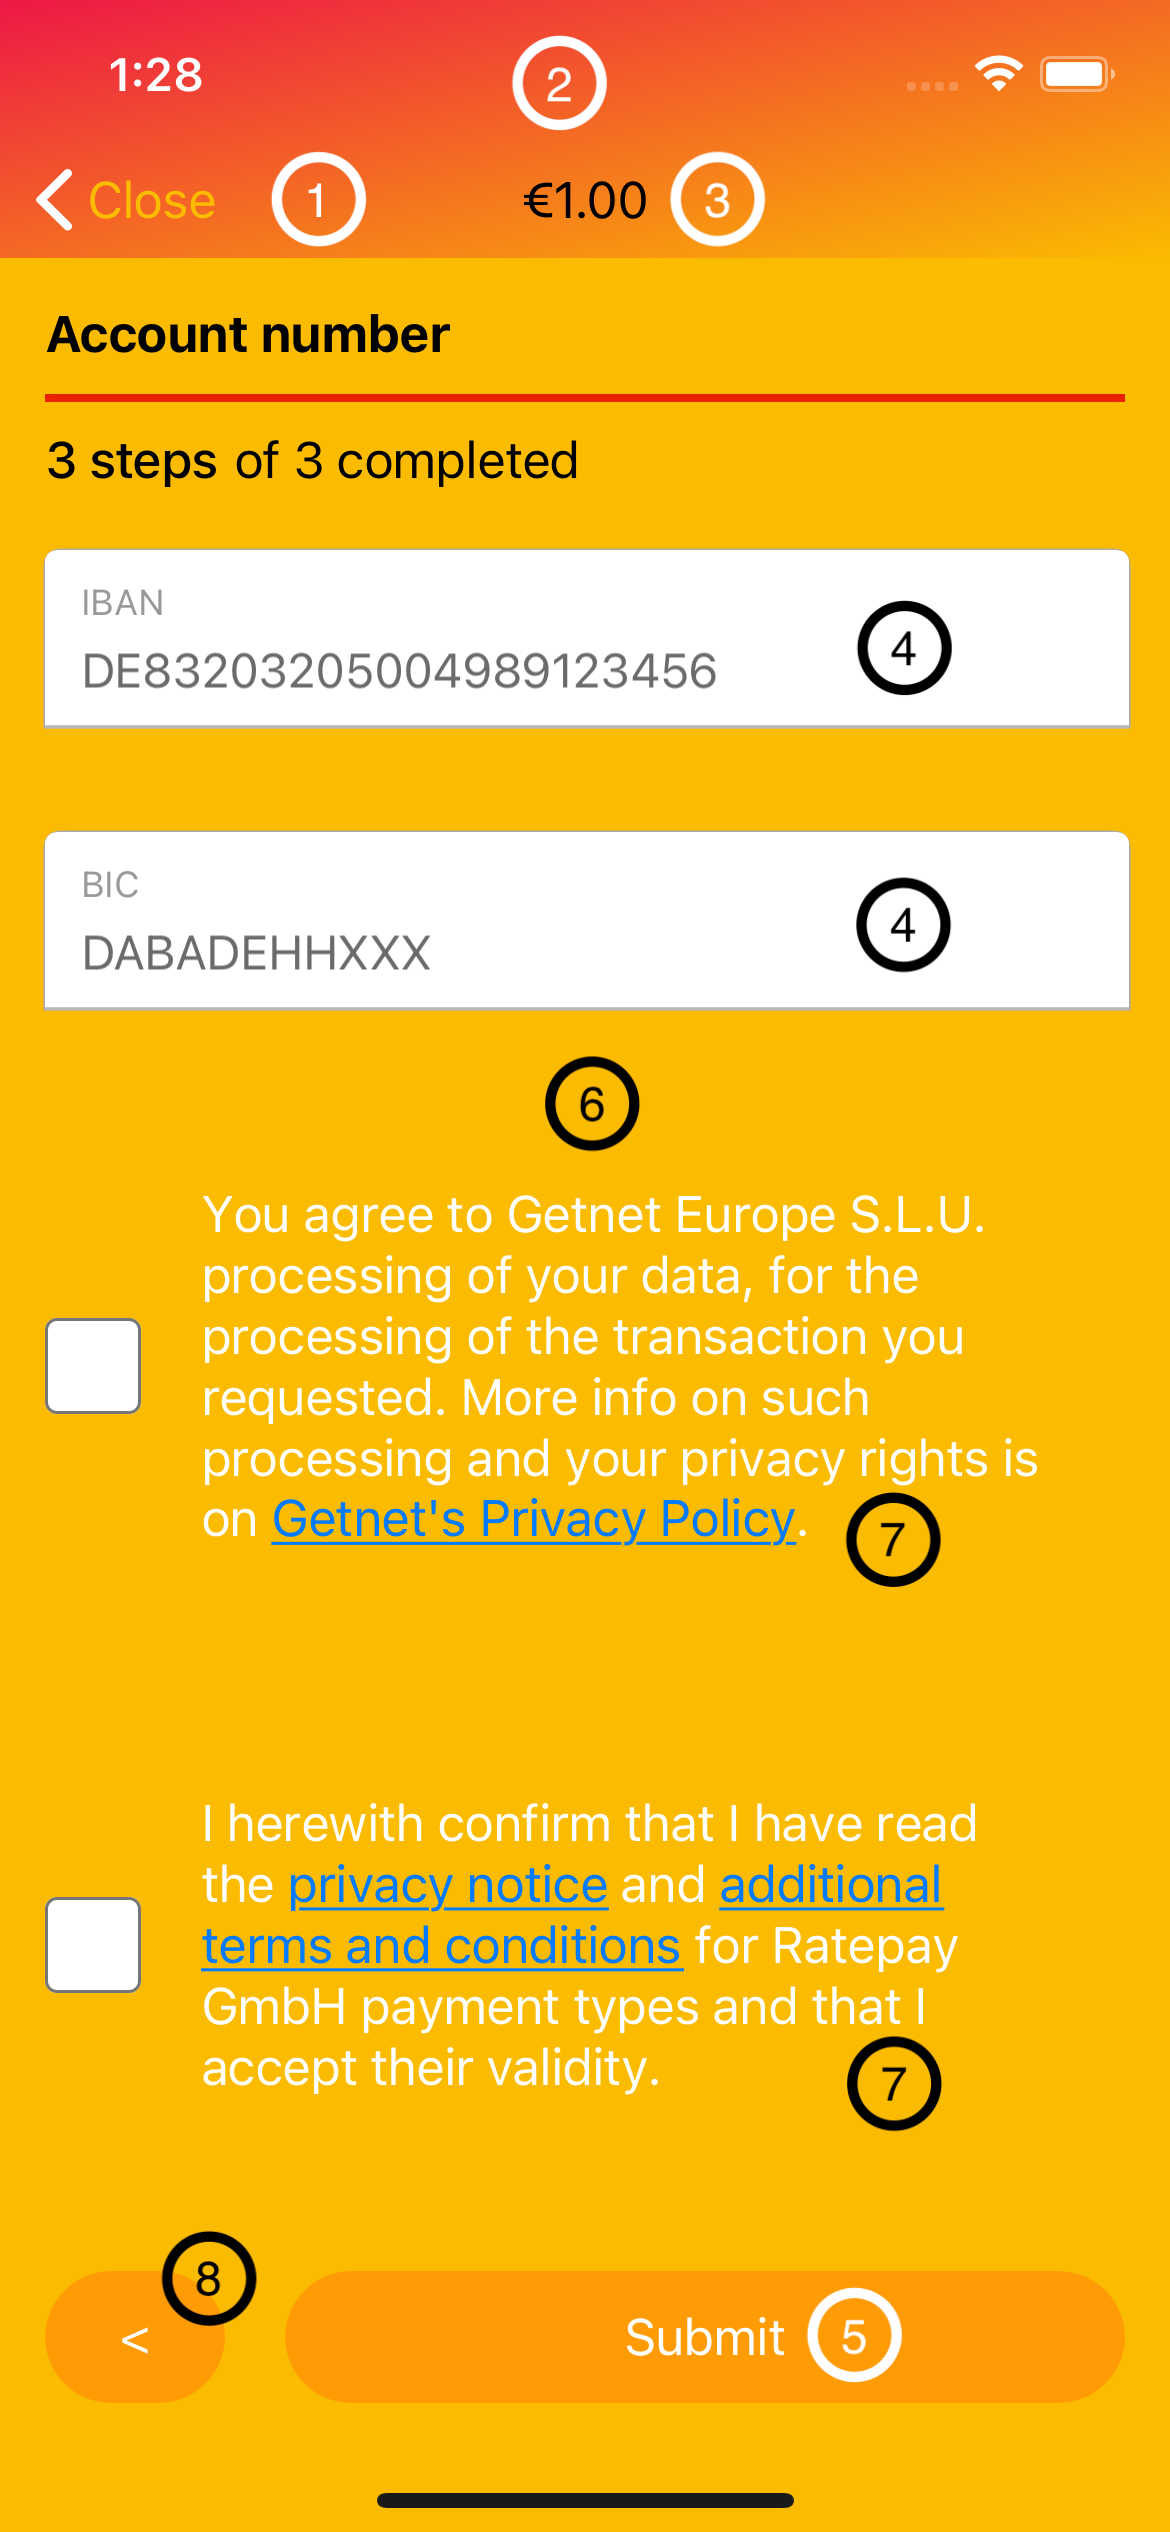 1:28
2
Close
1
€1.00
3
Account number
3 steps of 3 completed
IBAN
DE83203205004989123456
4
BIC
DABADEHHXXX
4
6
You agree to Getnet Europe S.L.U.
processing of your data, for the
processing of the transaction you
requested. More info on such
processing and your privacy rights is
on Getnet's Privacy Policy.
7
I herewith confirm that I have read
the privacy notice and additional
terms and conditions for Ratepay
GmbH payment types and that I
accept their validity.
7
8
<
Submit
5